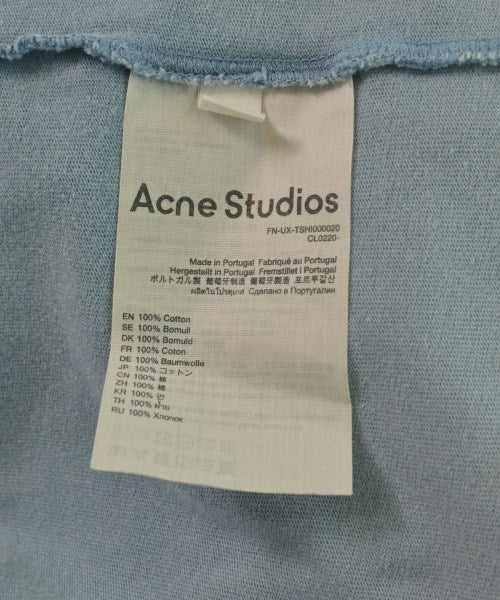 Acne Studios
FN-UX-TSHI000020
CL0220-
Made in Portugal Fabriqué au Portugal
Hergestellt in Portugal Fremstillet i Portugal
ポルトガル製 葡萄牙制造 葡萄牙製造 포르투갈산
ผลิตในโปรตุเกส Сделано в Португалии
EN 100% Cotton
SE 100% Bomull
DK 100% Bomuld
FR 100% Coton
DE 100% Baumwolle
JP 100% コットン
CN 100% 棉
ZH 100% 棉
KR 100% 면
TH 100% ฝ้าย
RU 100% Xnonos